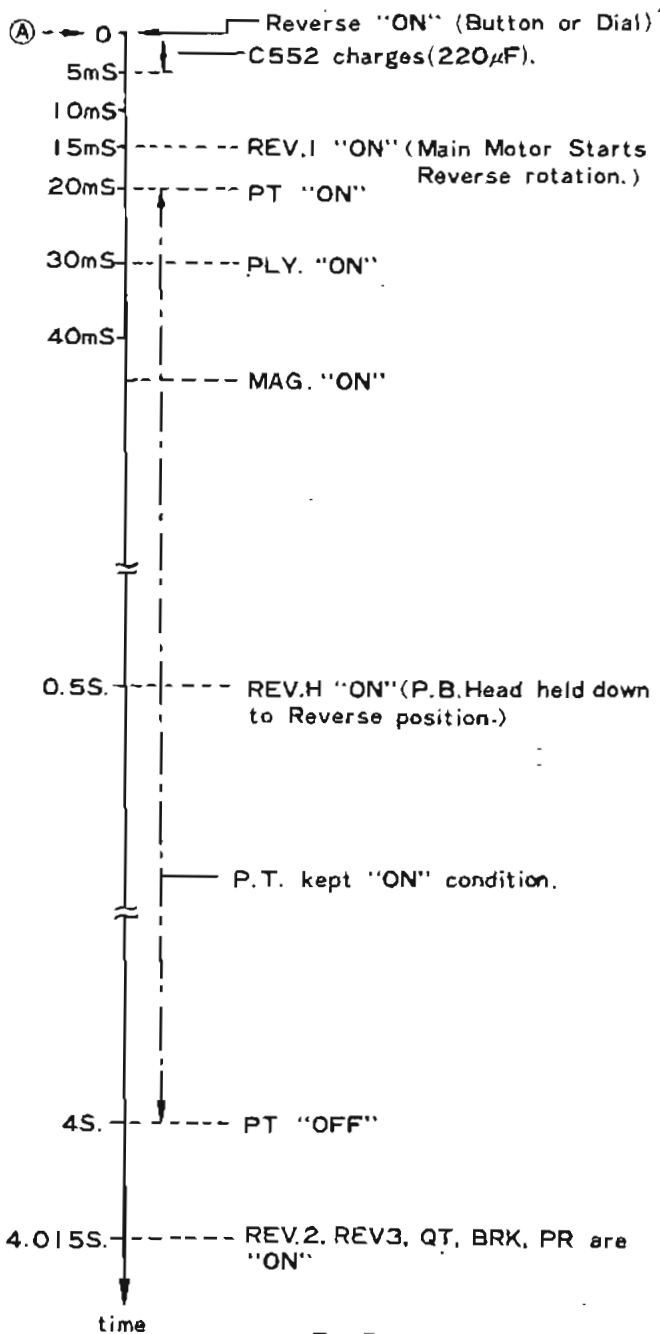 Ⓐ 0 Reverse "ON" (Button or Dial)
C552 charges(220μF).
5mS
10mS
15mS REV.1 "ON" (Main Motor Starts
Reverse rotation.)
20mS PT "ON"
30mS PLY. "ON"
40mS
MAG. "ON"
0.5S. REV.H "ON"(P.B.Head held down
to Reverse position.)
P.T. kept "ON" condition.
4S. PT "OFF"
4.015S. REV.2, REV3, QT, BRK, PR are
"ON"
time